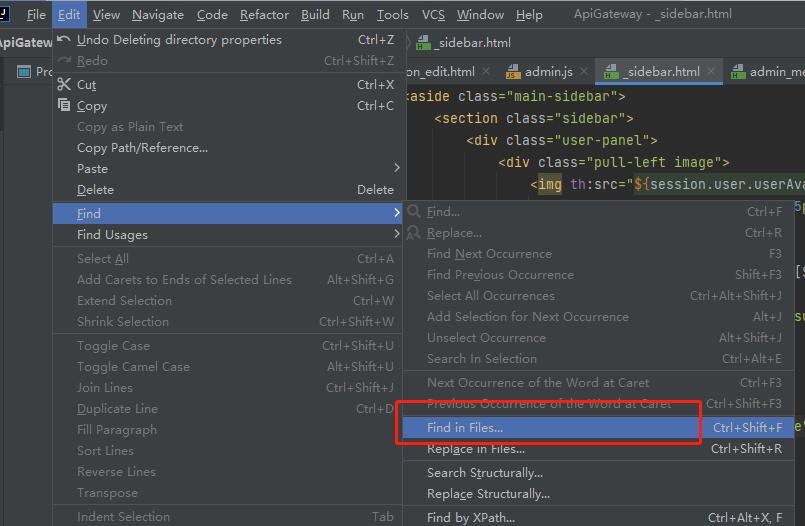 File Edit View Navigate Code Refactor Build Run Tools VCS Window Help ApiGateway - _sidebar.html
ApiGateway
_sidebar.html
Undo Deleting directory properties Ctrl+Z
Redo Ctrl+Shift+Z
Cut Ctrl+X
Copy Ctrl+C
Copy as Plain Text
Copy Path/Reference...
Paste
Delete Delete
Find
Find Usages
Select All Ctrl+A
Add Carets to Ends of Selected Lines Alt+Shift+G
Extend Selection Ctrl+W
Shrink Selection Ctrl+Shift+W
Toggle Case Ctrl+Shift+U
Toggle Camel Case Alt+Shift+U
Join Lines Ctrl+Shift+J
Duplicate Line Ctrl+D
Fill Paragraph
Sort Lines
Reverse Lines
Transpose
Indent Selection Tab
on_edit.html admin.js _sidebar.html admin_me
<aside class="main-sidebar">
<section class="sidebar">
<div class="user-panel">
<div class="pull-left image">
<img th:src="${session.user.userAva
Find... Ctrl+F
Replace... Ctrl+R
Find Next Occurrence F3
Find Previous Occurrence Shift+F3
Select All Occurrences Ctrl+Alt+Shift+J
Add Selection for Next Occurrence Alt+J
Unselect Occurrence Alt+Shift+J
Search In Selection Ctrl+Alt+E
Next Occurrence of the Word at Caret Ctrl+F3
Previous Occurrence of the Word at Caret Ctrl+Shift+F3
Find in Files... Ctrl+Shift+F
Replace in Files... Ctrl+Shift+R
Search Structurally...
Replace Structurally...
Find by XPath... Ctrl+Alt+X, F